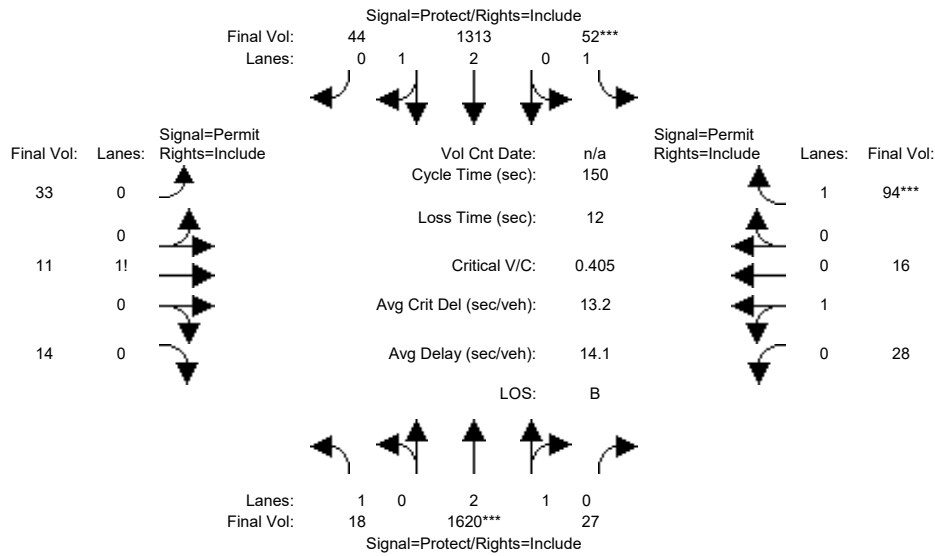 Signal=Protect/Rights=Include
Final Vol: 44 1313 52***
Lanes: 0 1 2 0 1
Signal=Permit Signal=Permit
Final Vol: Lanes: Rights=Include Vol Cnt Date: n/a Rights=Include Lanes: Final Vol:
Cycle Time (sec): 150
33 0 1 94***
Loss Time (sec): 12
0 0
11 1! Critical V/C: 0.405 0 16
0 Avg Crit Del (sec/veh): 13.2 1
14 0 Avg Delay (sec/veh): 14.1 0 28
LOS: B
Lanes: 1 0 2 1 0
Final Vol: 18 1620*** 27
Signal=Protect/Rights=Include